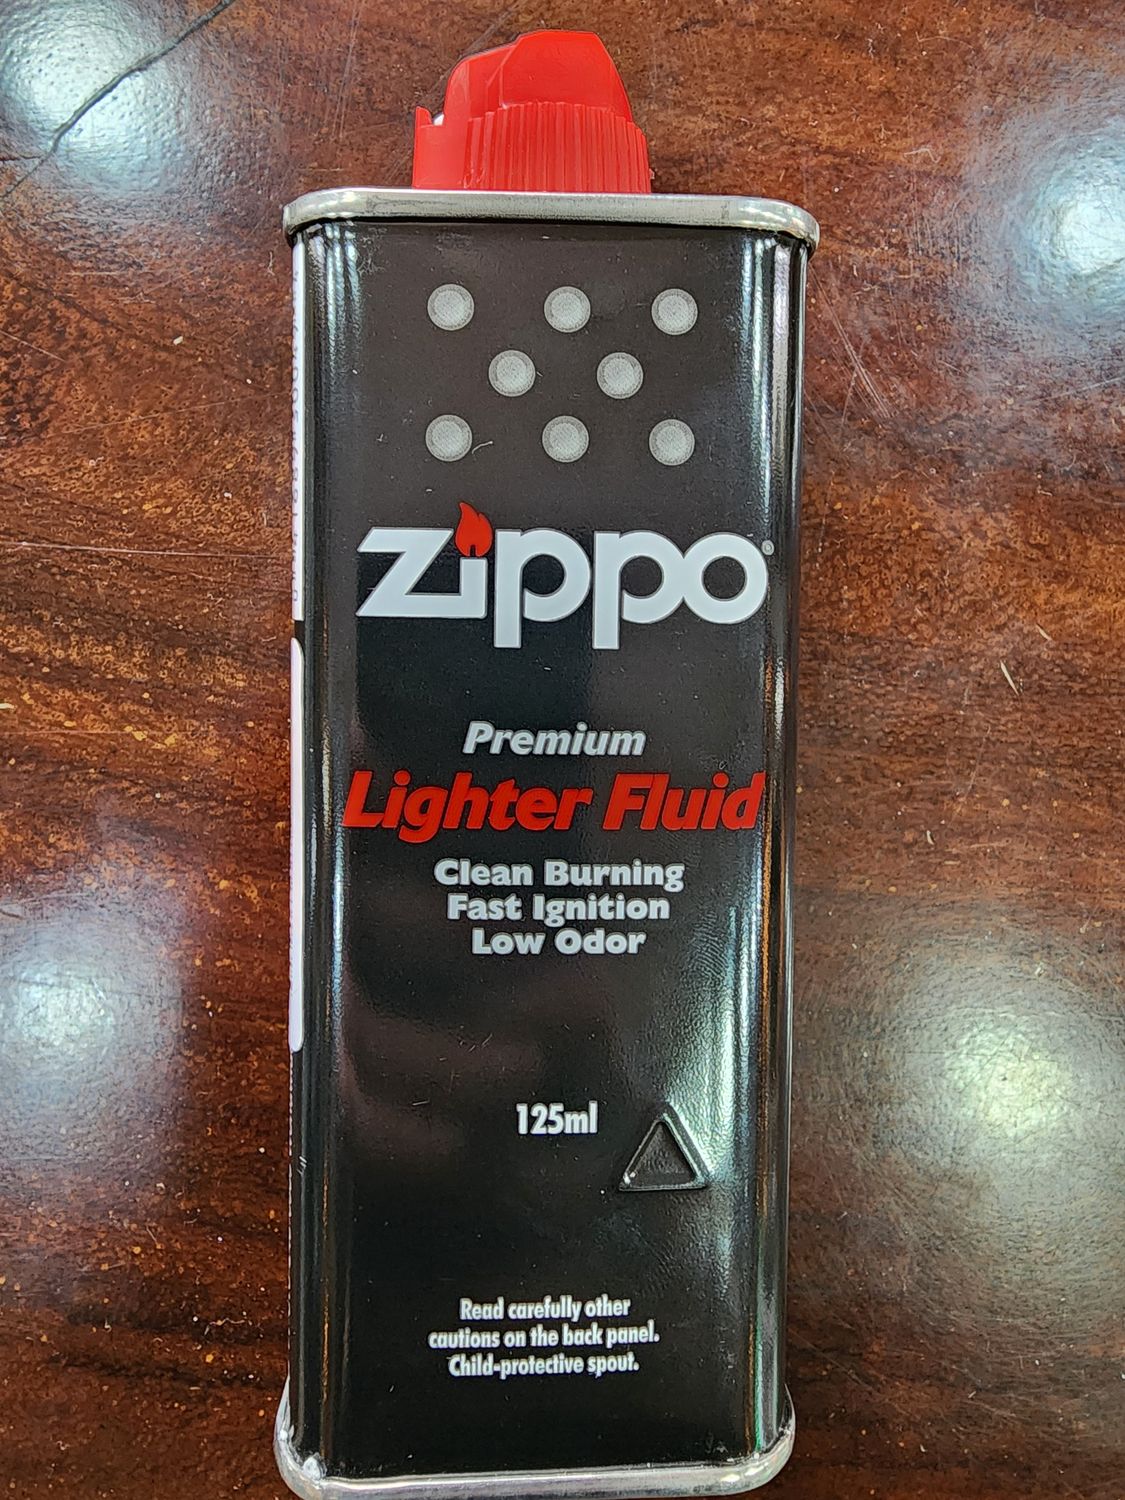 zippo®
Premium
Lighter Fluid
Clean Burning
Fast Ignition
Low Odor
125ml
Read carefully other
cautions on the back panel.
Child-protective spout.